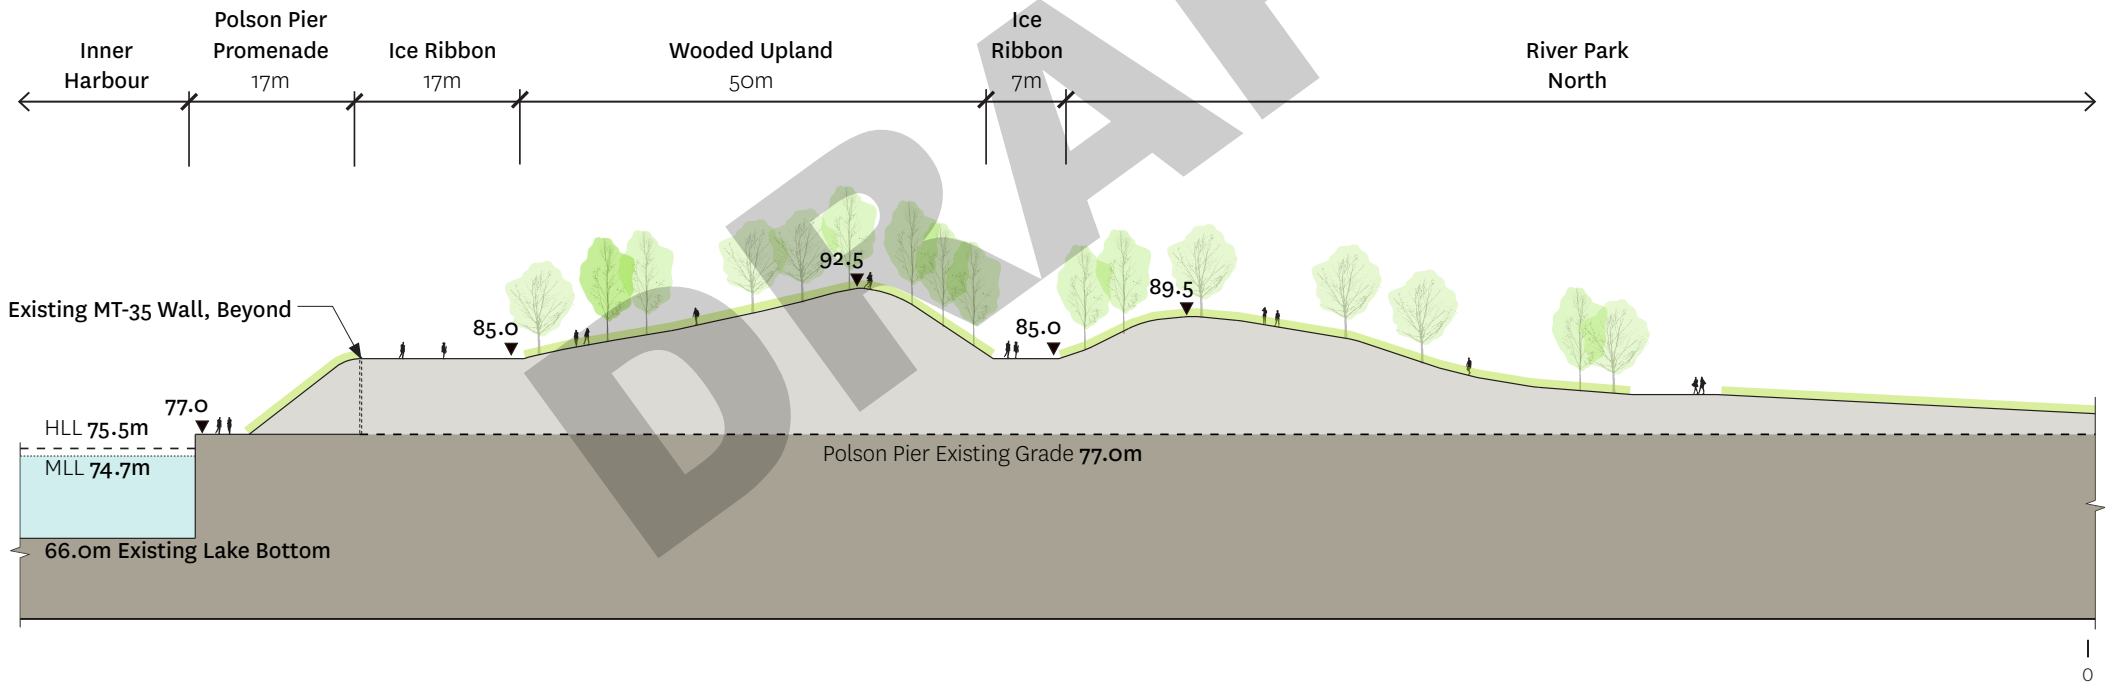 Inner
Harbour
Polson Pier
Promenade
17m
Ice Ribbon
17m
Wooded Upland
50m
Ice
Ribbon
7m
River Park
North
DRAF
92.5
89.5
Existing MT-35 Wall, Beyond
85.0
85.0
77.0
HLL 75.5m
MLL 74.7m
Polson Pier Existing Grade 77.0m
66.0m Existing Lake Bottom
0